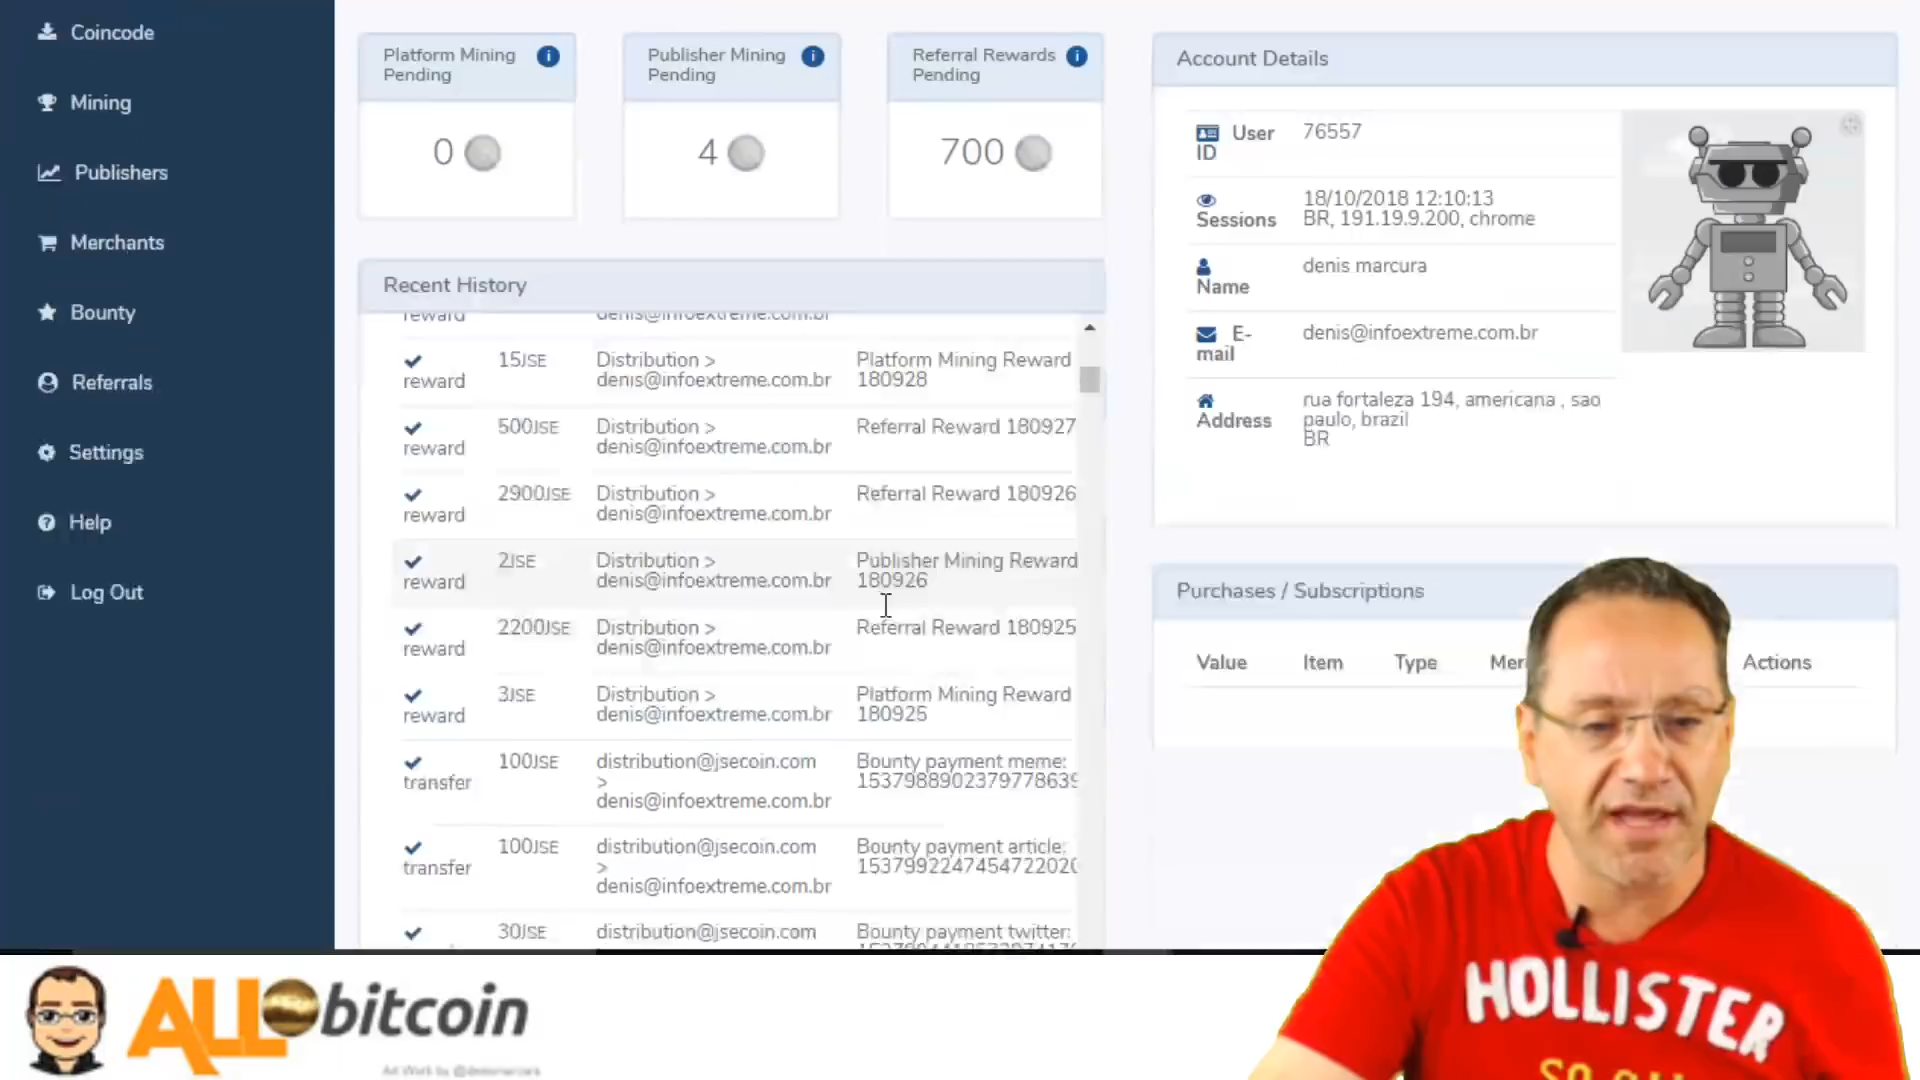 Coincode
Mining
Publishers
Merchants
Bounty
Referrals
Settings
Help
Log Out
Platform Mining
Pending
0
Publisher Mining
Pending
4
Referral Rewards
Pending
700
Recent History
reward denis@infoextreme.com.br
15JSE Distribution > Platform Mining Reward
reward denis@infoextreme.com.br 180928
500JSE Distribution > Referral Reward 180927
reward denis@infoextreme.com.br
2900JSE Distribution > Referral Reward 180926
reward denis@infoextreme.com.br
2JSE Distribution > Publisher Mining Reward
reward denis@infoextreme.com.br 180926
2200JSE Distribution > Referral Reward 180925
reward denis@infoextreme.com.br
3JSE Distribution > Platform Mining Reward
reward denis@infoextreme.com.br 180925
100JSE distribution@jsecoin.com Bounty payment meme:
transfer > 1537988902379778639
denis@infoextreme.com.br
100JSE distribution@jsecoin.com Bounty payment article:
transfer > 153799224745472202
denis@infoextreme.com.br
30JSE distribution@jsecoin.com Bounty payment twitter:
Account Details
User 76557
ID
18/10/2018 12:10:13
Sessions BR, 191.19.9.200, chrome
denis marcura
Name
E- denis@infoextreme.com.br
mail
rua fortaleza 194, americana , sao
Address paulo, brazil
BR
Purchases / Subscriptions
Value Item Type Mer Actions
ALL bitcoin
HOLLISTER